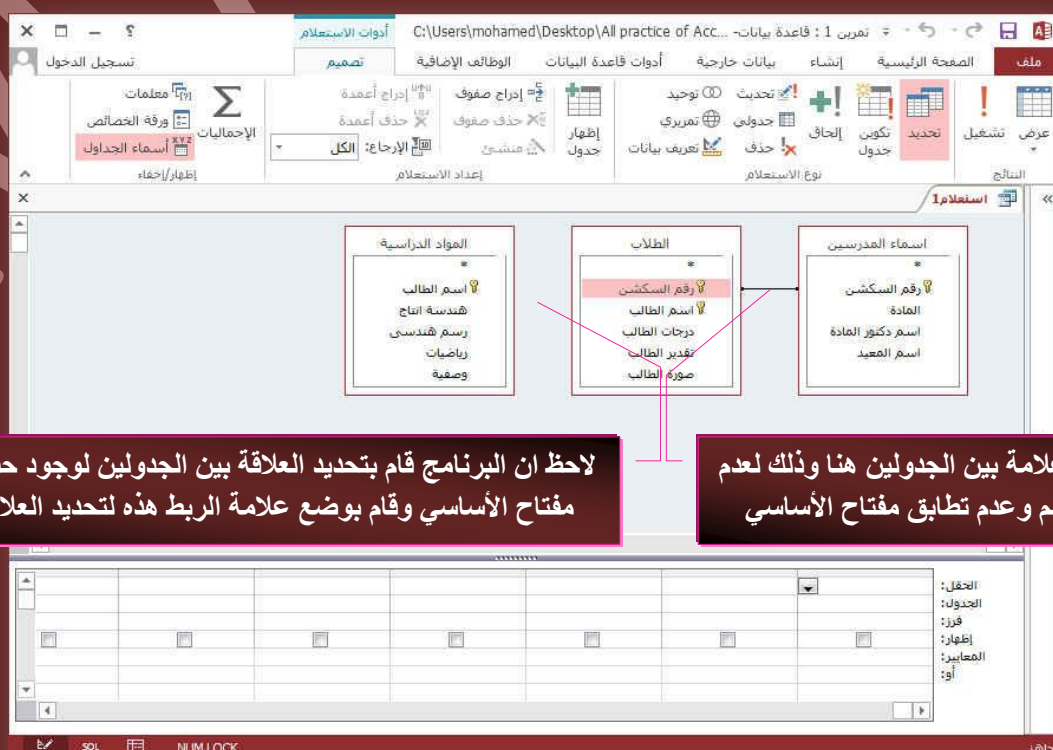 تمرين 1 : قاعدة بيانات- C:\Users\mohamed\Desktop\All practice of Acc...
أدوات الاستعلام
?
ملف
الصفحة الرئيسية
إنشاء
بيانات خارجية
أدوات قاعدة البيانات
الوظائف الإضافية
تصميم
تسجيل الدخول
عرض
تشغيل
تحديد
تكوين جدول
إلحاق
تحديث
توحيد
جدولي
تمريري
حذف
تعريف بيانات
إظهار جدول
إدراج صفوف
إدراج أعمدة
حذف صفوف
حذف أعمدة
منشئ
الإرجاع: الكل
الإجماليات
معلمات
ورقة الخصائص
أسماء الجداول
النتائج
نوع الاستعلام
إعداد الاستعلام
إظهار/إخفاء
استعلام1
اسماء المدرسين
*
رقم السكشن
المادة
اسم دكتور المادة
اسم المعيد
الطلاب
*
رقم السكشن
اسم الطالب
درجات الطالب
تقدير الطالب
صورة الطالب
المواد الدراسية
*
اسم الطالب
هندسة انتاج
رسم هندسى
رياضيات
وصفية
علامة بين الجدولين هنا وذلك لعدم
وعدم تطابق مفتاح الأساسي
لاحظ ان البرنامج قام بتحديد العلاقة بين الجدولين لوجود
مفتاح الأساسي وقام بوضع علامة الربط هذه لتحديد
الحقل:
الجدول:
فرز:
إظهار:
المعايير:
أو:
NUM LOCK
SQL